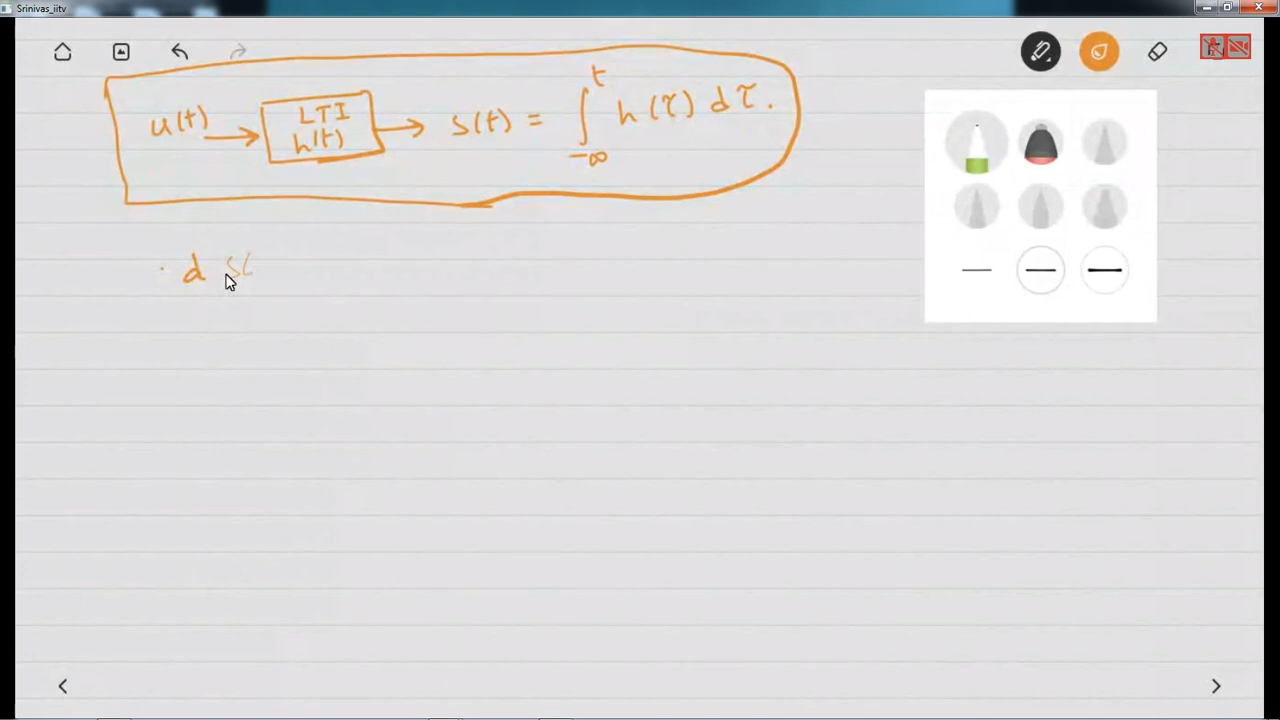 Srinivas_iitv
u(t) → LTI h(t) → s(t) = ∫_{-∞}^{t} h(τ) dτ.
d s(